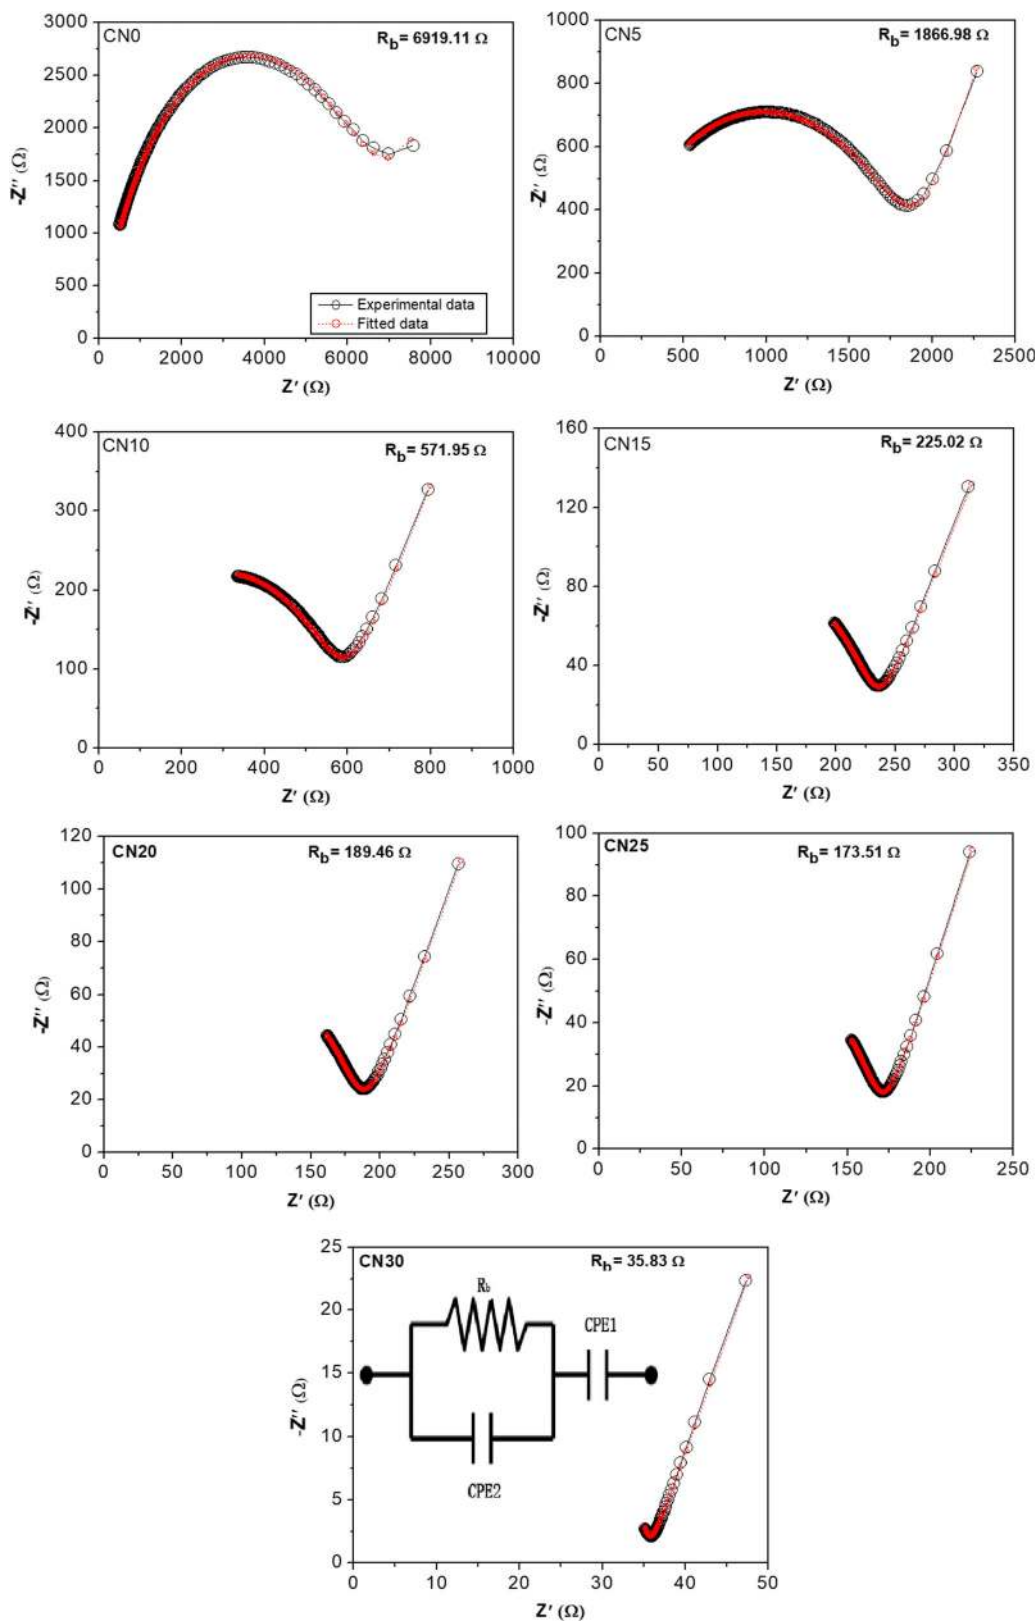 CN0
R_b = 6919.11 Ω
3000
2500
2000
1500
1000
500
0
-Z'' (Ω)
Experimental data
Fitted data
0 2000 4000 6000 8000 10000
Z' (Ω)
CN5
R_b = 1866.98 Ω
1000
800
600
400
200
0
-Z'' (Ω)
0 500 1000 1500 2000 2500
Z' (Ω)
CN10
R_b = 571.95 Ω
400
300
200
100
0
-Z'' (Ω)
0 200 400 600 800 1000
Z' (Ω)
CN15
R_b = 225.02 Ω
160
120
80
40
0
-Z'' (Ω)
0 50 100 150 200 250 300 350
Z' (Ω)
CN20
R_b = 189.46 Ω
120
100
80
60
40
20
0
-Z'' (Ω)
0 50 100 150 200 250 300
Z' (Ω)
CN25
R_b = 173.51 Ω
100
80
60
40
20
0
-Z'' (Ω)
0 50 100 150 200 250
Z' (Ω)
CN30
R_b = 35.83 Ω
25
20
15
10
5
0
-Z'' (Ω)
R_b
CPE1
CPE2
0 10 20 30 40 50
Z' (Ω)